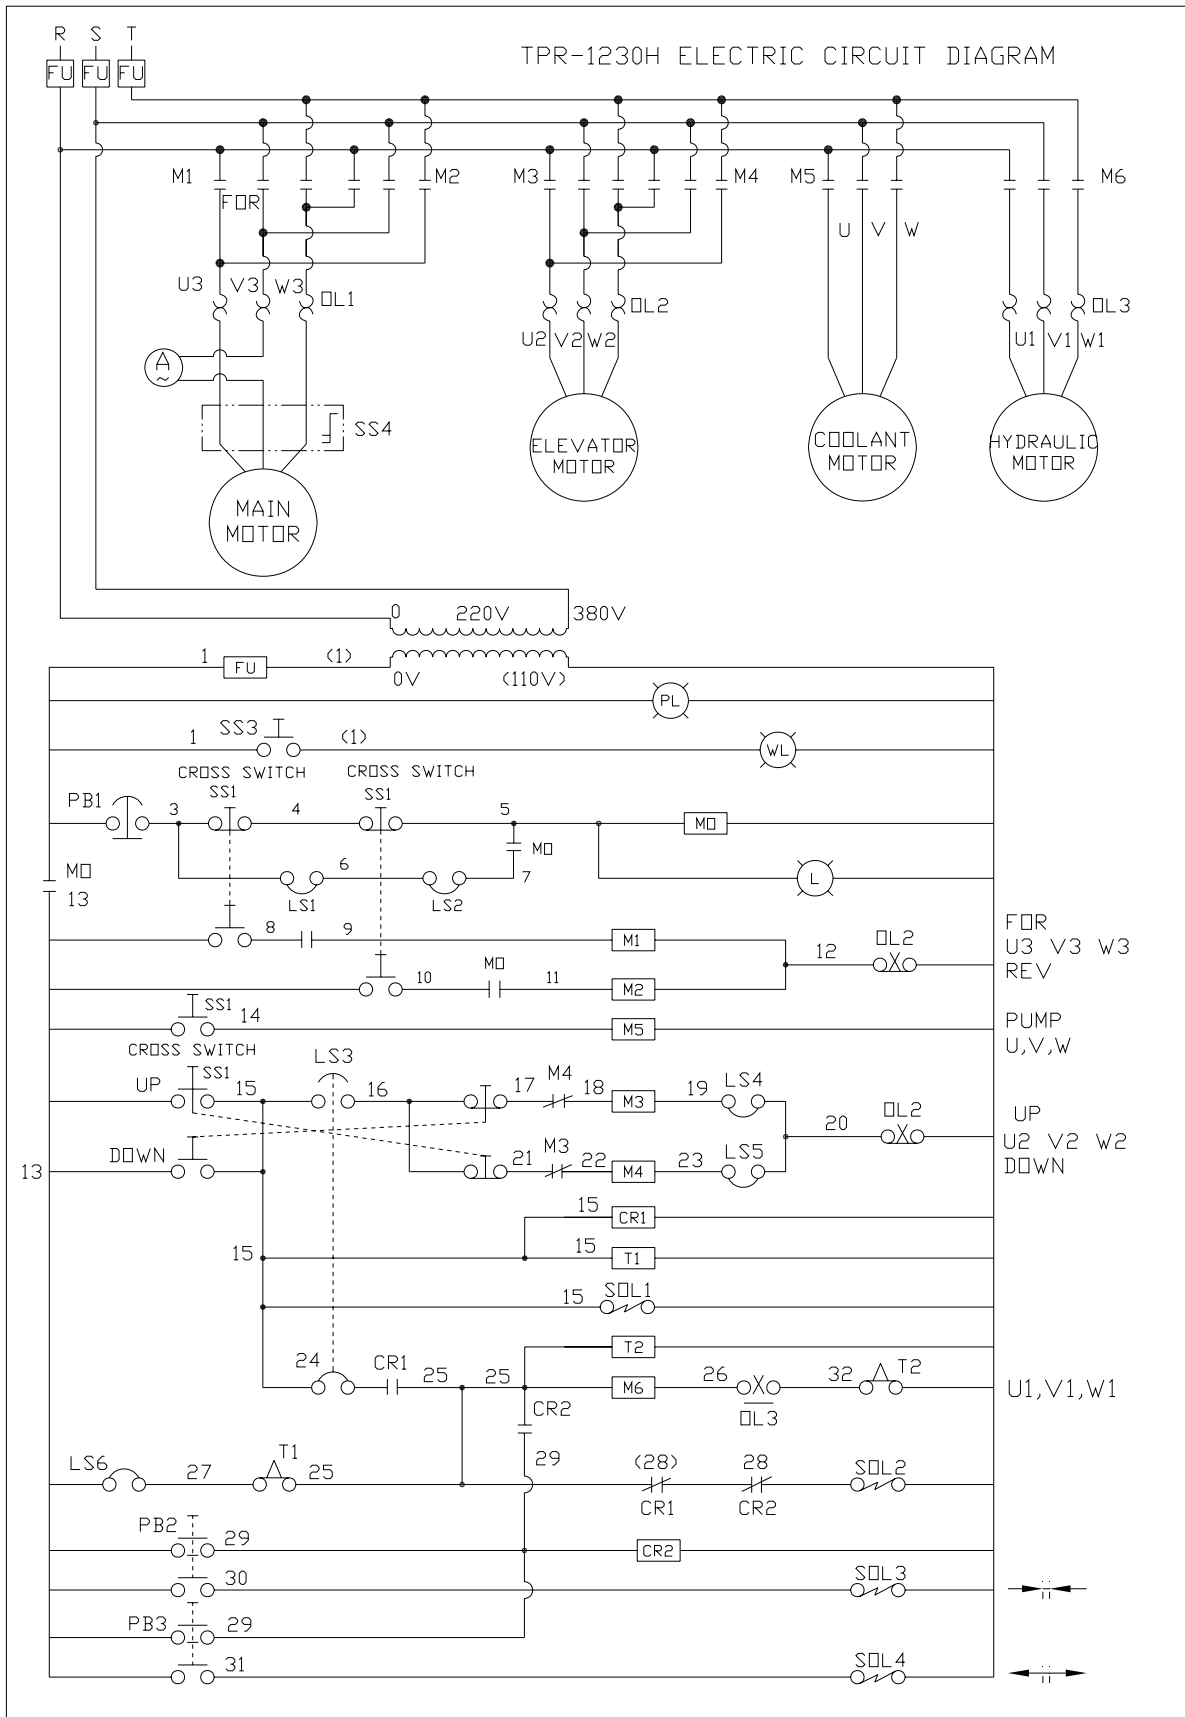 R S T
FU FU FU
TPR-1230H ELECTRIC CIRCUIT DIAGRAM
M1 M2 M3 M4 M5 M6
FOR
U V W
U3 V3 W3 OL1
OL2
OL3
U2 V2 W2
U1 V1 W1
A
~
SS4
ELEVATOR
MOTOR
COOLANT
MOTOR
HYDRAULIC
MOTOR
MAIN
MOTOR
0 220V 380V
1 FU (1)
0V (110V)
PL
1 SS3 (1) WL
CROSS SWITCH CROSS SWITCH
PB1 3 SS1 4 SS1 5 MO
MO
6 7 L
LS1 LS2
MO
13
8 9 M1
FOR
U3 V3 W3
REV
12 OL2
10 MO 11 M2
SS1
14 M5
PUMP
U,V,W
CROSS SWITCH
UP SS1 15 LS3 16 17 M4 18 M3 19 LS4
20 OL2
UP
U2 V2 W2
DOWN
13 DOWN 21 M3 22 M4 23 LS5
15 CR1
15 15 T1
15 SOL1
T2
24 CR1 25 25 M6 26 OL3 32 T2 U1,V1,W1
CR2
29
LS6 27 T1 25 (28) CR1 28 CR2 SOL2
PB2 29 CR2
30 SOL3
PB3 29
31 SOL4